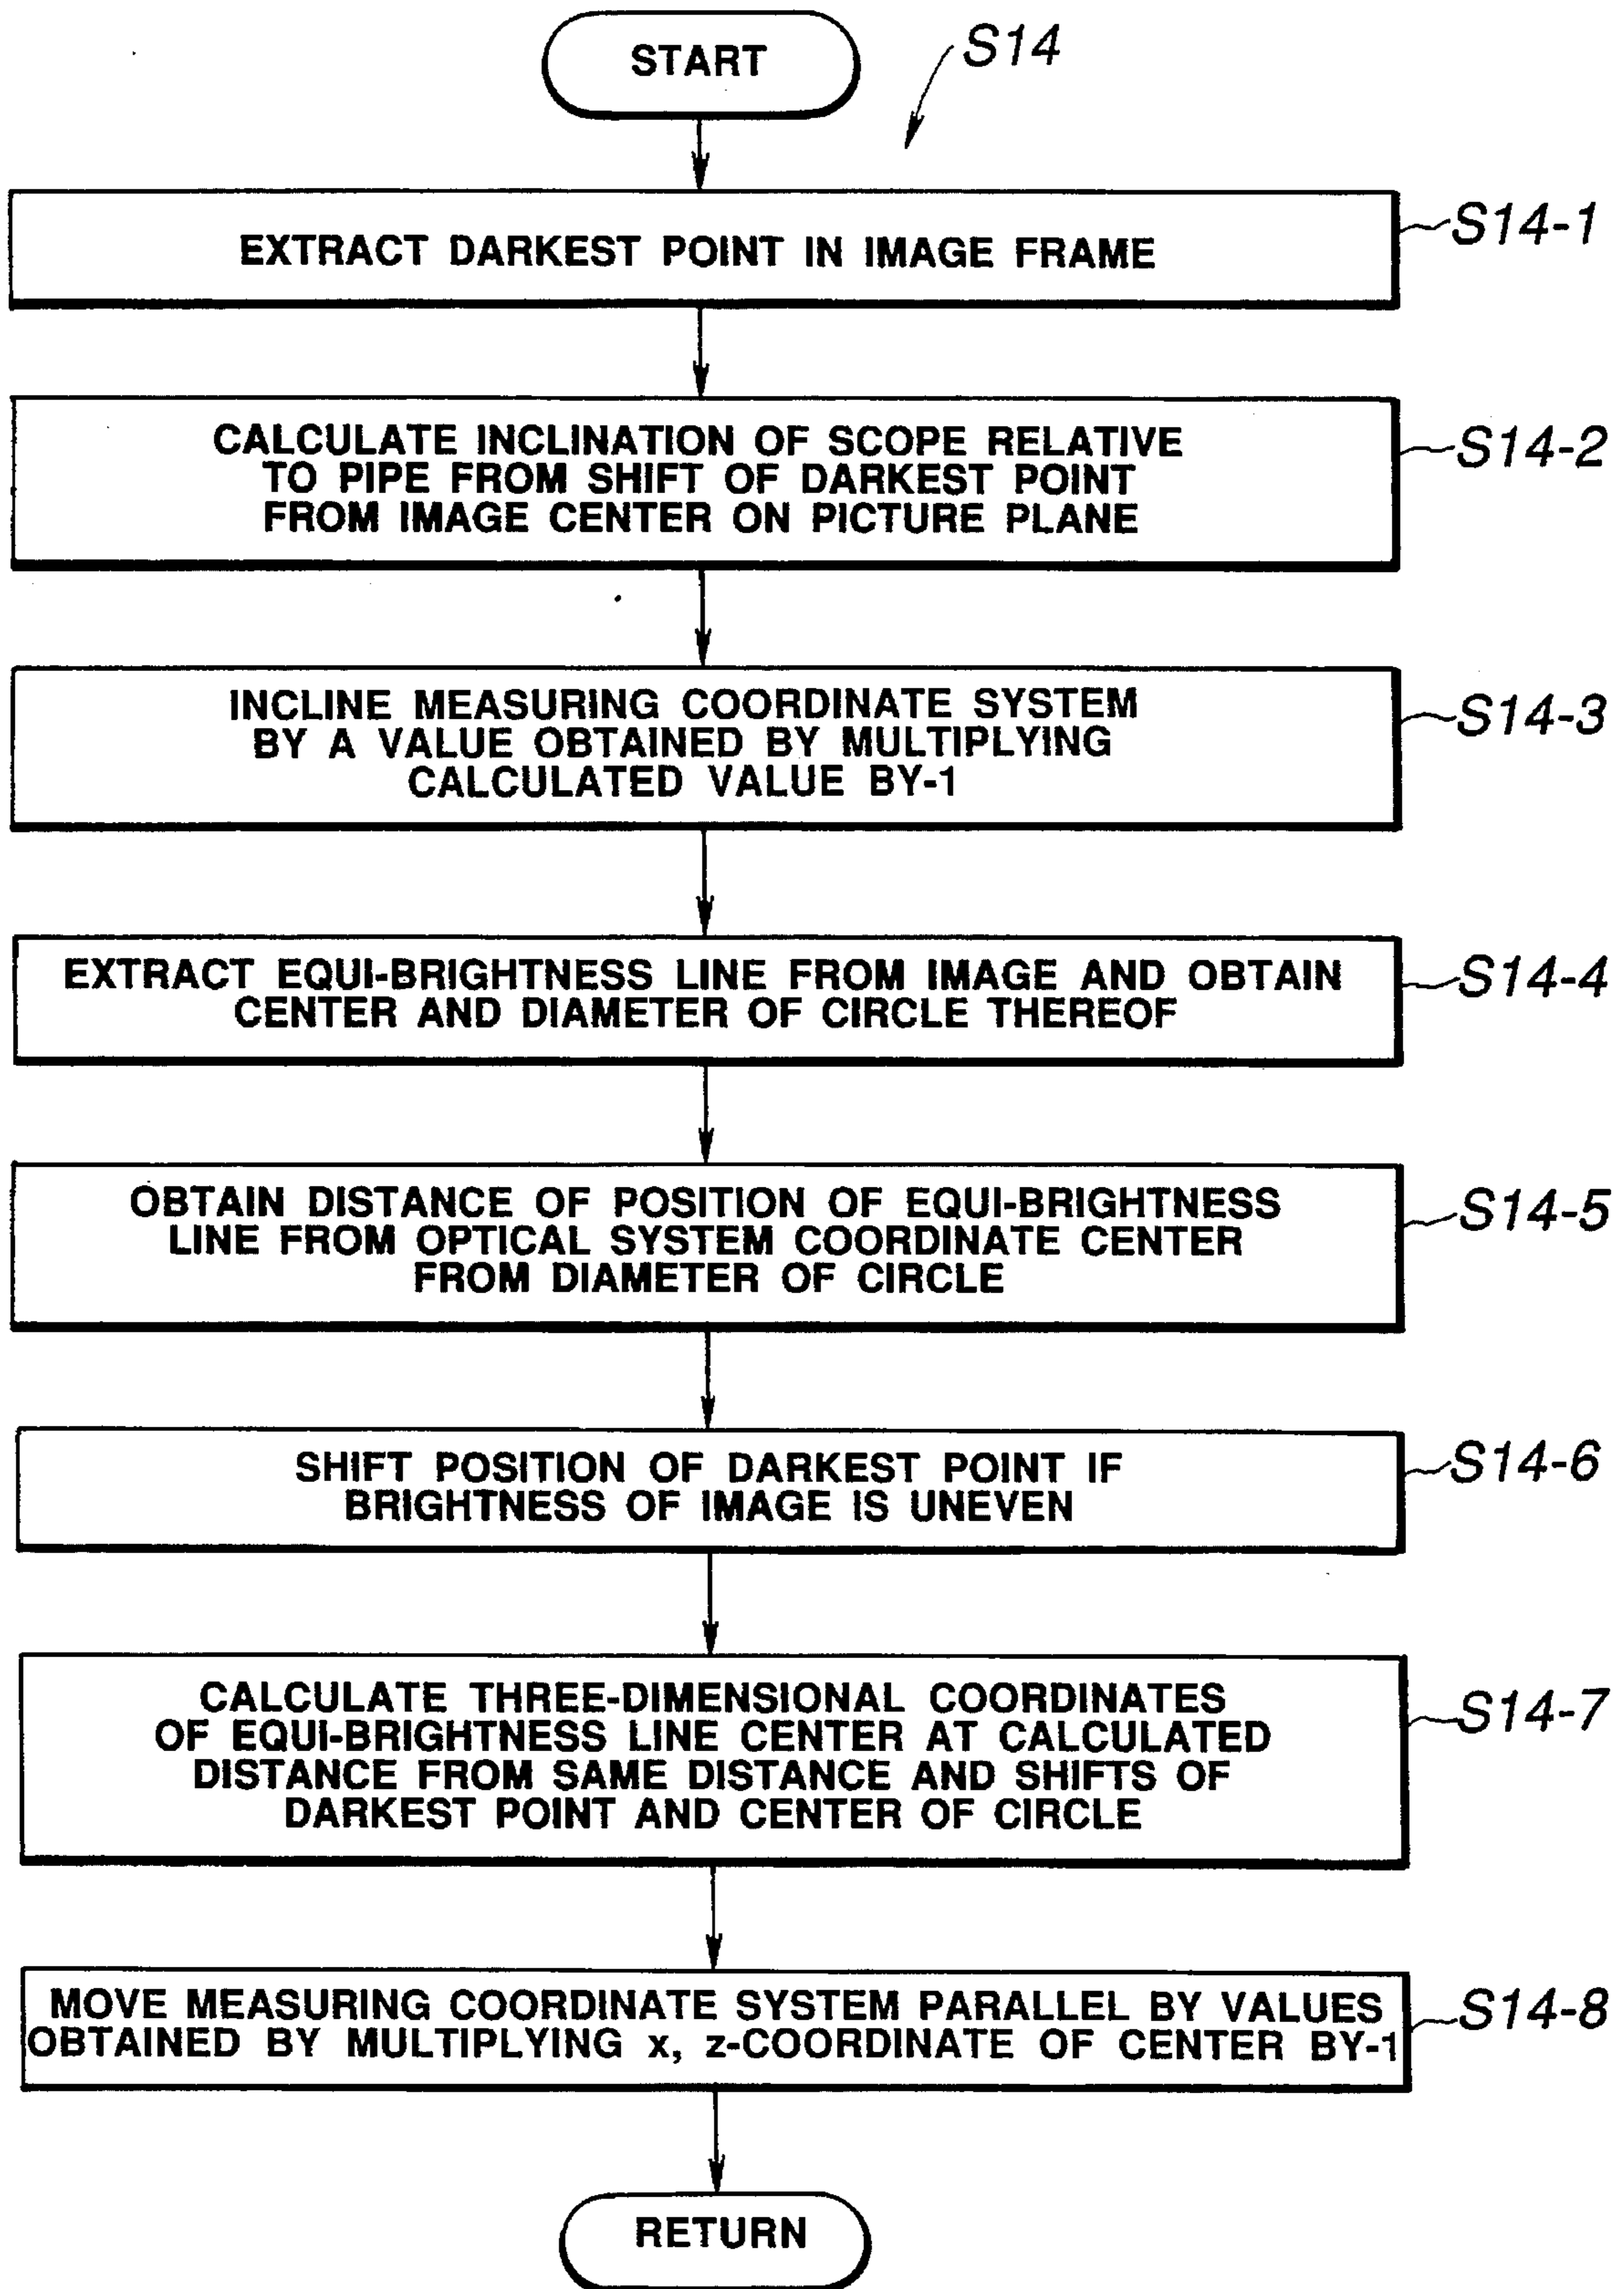 START
S14
EXTRACT DARKEST POINT IN IMAGE FRAME
S14-1
CALCULATE INCLINATION OF SCOPE RELATIVE
TO PIPE FROM SHIFT OF DARKEST POINT
FROM IMAGE CENTER ON PICTURE PLANE
S14-2
INCLINE MEASURING COORDINATE SYSTEM
BY A VALUE OBTAINED BY MULTIPLYING
CALCULATED VALUE BY-1
S14-3
EXTRACT EQUI-BRIGHTNESS LINE FROM IMAGE AND OBTAIN
CENTER AND DIAMETER OF CIRCLE THEREOF
S14-4
OBTAIN DISTANCE OF POSITION OF EQUI-BRIGHTNESS
LINE FROM OPTICAL SYSTEM COORDINATE CENTER
FROM DIAMETER OF CIRCLE
S14-5
SHIFT POSITION OF DARKEST POINT IF
BRIGHTNESS OF IMAGE IS UNEVEN
S14-6
CALCULATE THREE-DIMENSIONAL COORDINATES
OF EQUI-BRIGHTNESS LINE CENTER AT CALCULATED
DISTANCE FROM SAME DISTANCE AND SHIFTS OF
DARKEST POINT AND CENTER OF CIRCLE
S14-7
MOVE MEASURING COORDINATE SYSTEM PARALLEL BY VALUES
OBTAINED BY MULTIPLYING x, z-COORDINATE OF CENTER BY-1
S14-8
RETURN